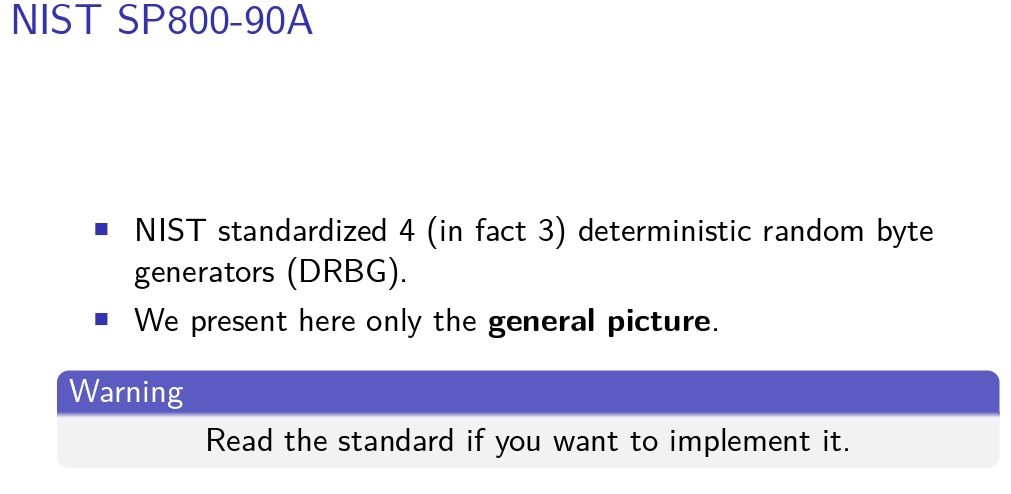 NIST SP800-90A
NIST standardized 4 (in fact 3) deterministic random byte
generators (DRBG).
We present here only the general picture.
Warning
Read the standard if you want to implement it.